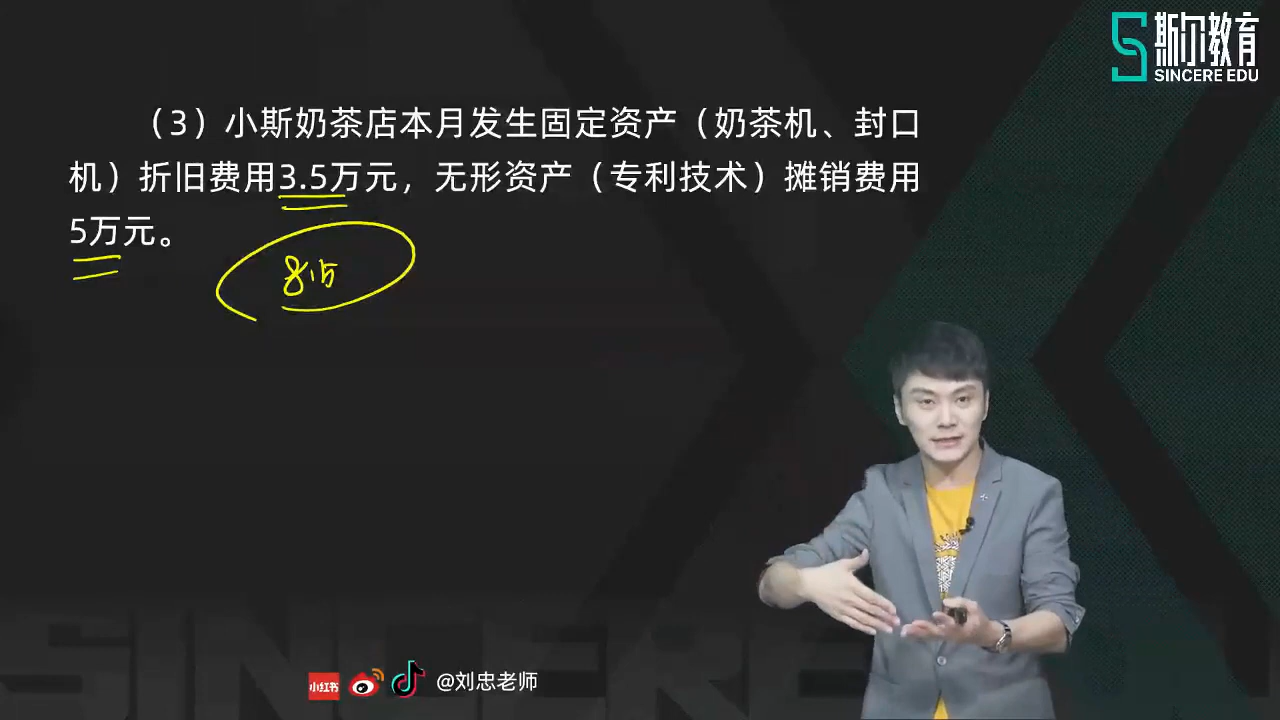 斯尔教育
SINCERE EDU
（3）小斯奶茶店本月发生固定资产（奶茶机、封口
机）折旧费用3.5万元，无形资产（专利技术）摊销费用
5万元。
8.5
SINCERE EDU
小红书
@刘忠老师